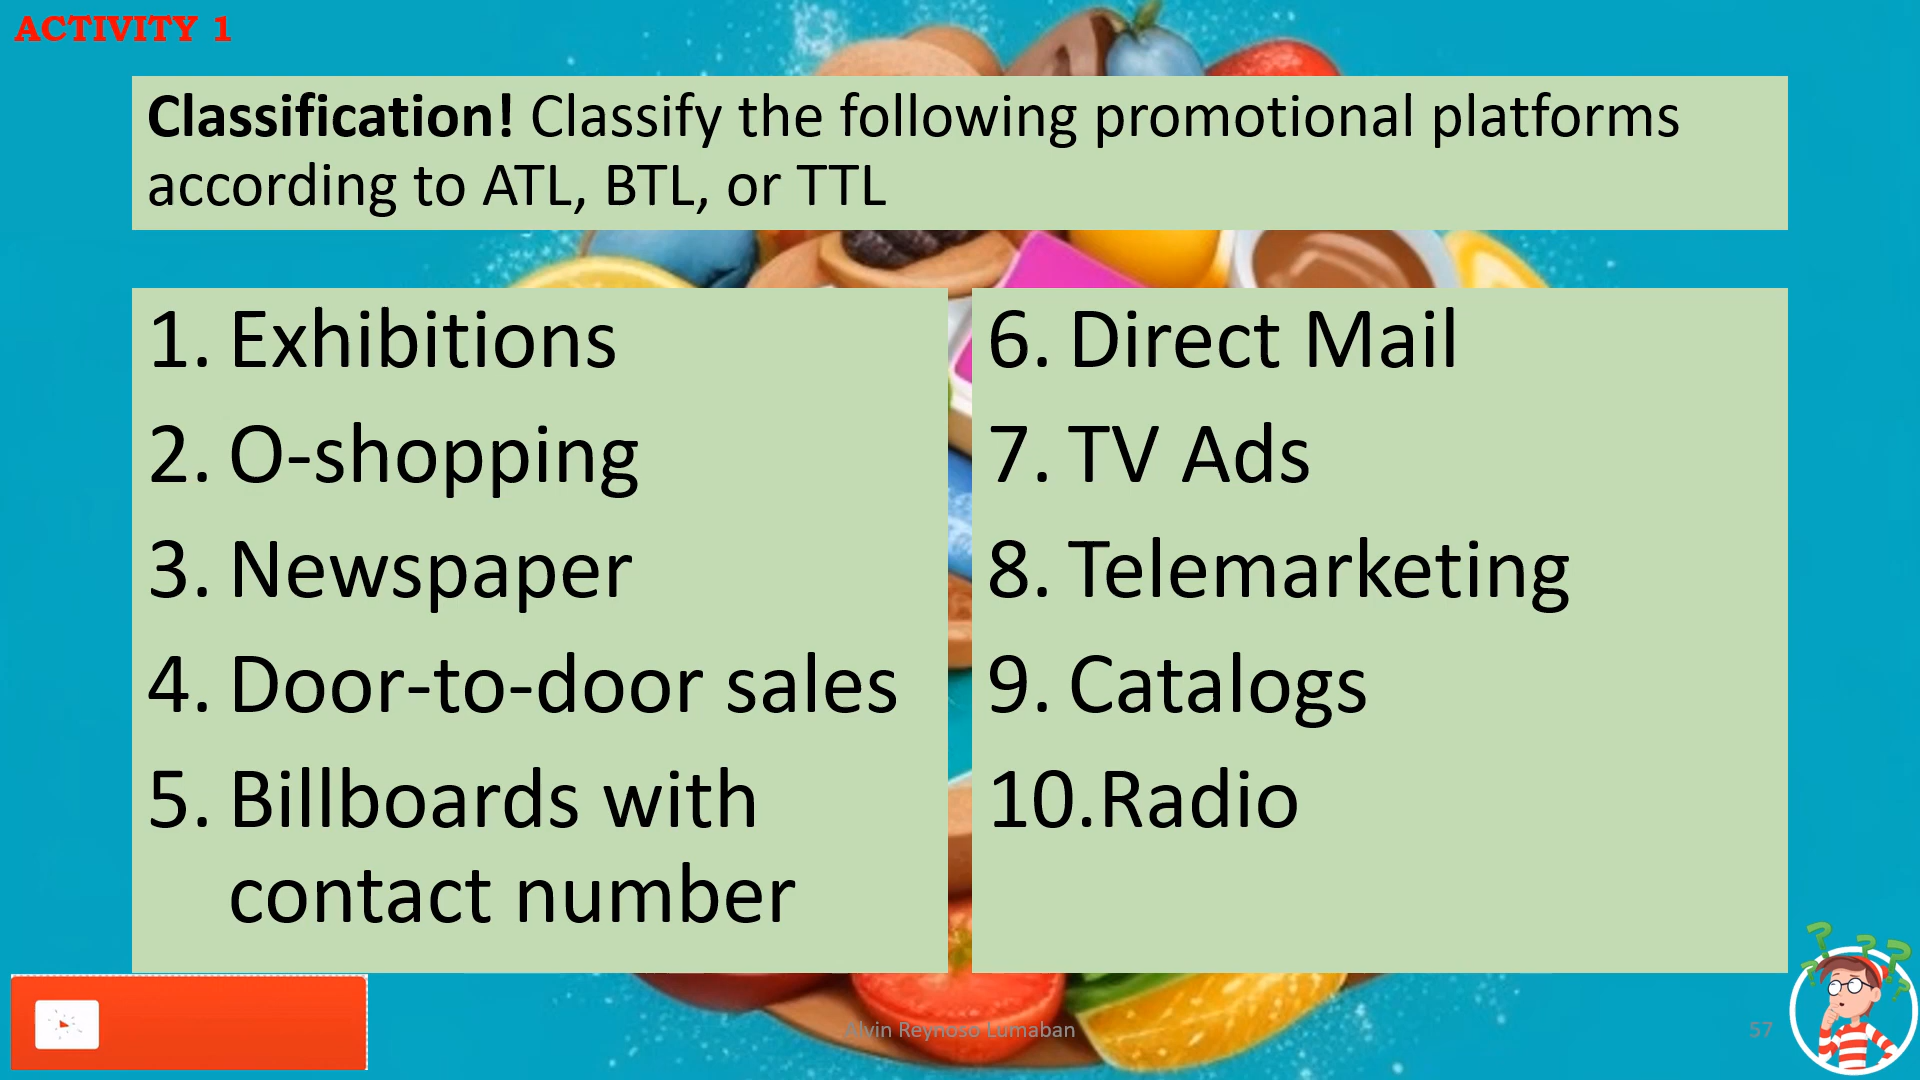 ACTIVITY 1
Classification! Classify the following promotional platforms
according to ATL, BTL, or TTL
1. Exhibitions
2. O-shopping
3. Newspaper
4. Door-to-door sales
5. Billboards with
contact number
6. Direct Mail
7. TV Ads
8. Telemarketing
9. Catalogs
10.Radio
Alvin Reynoso Lumaban
57